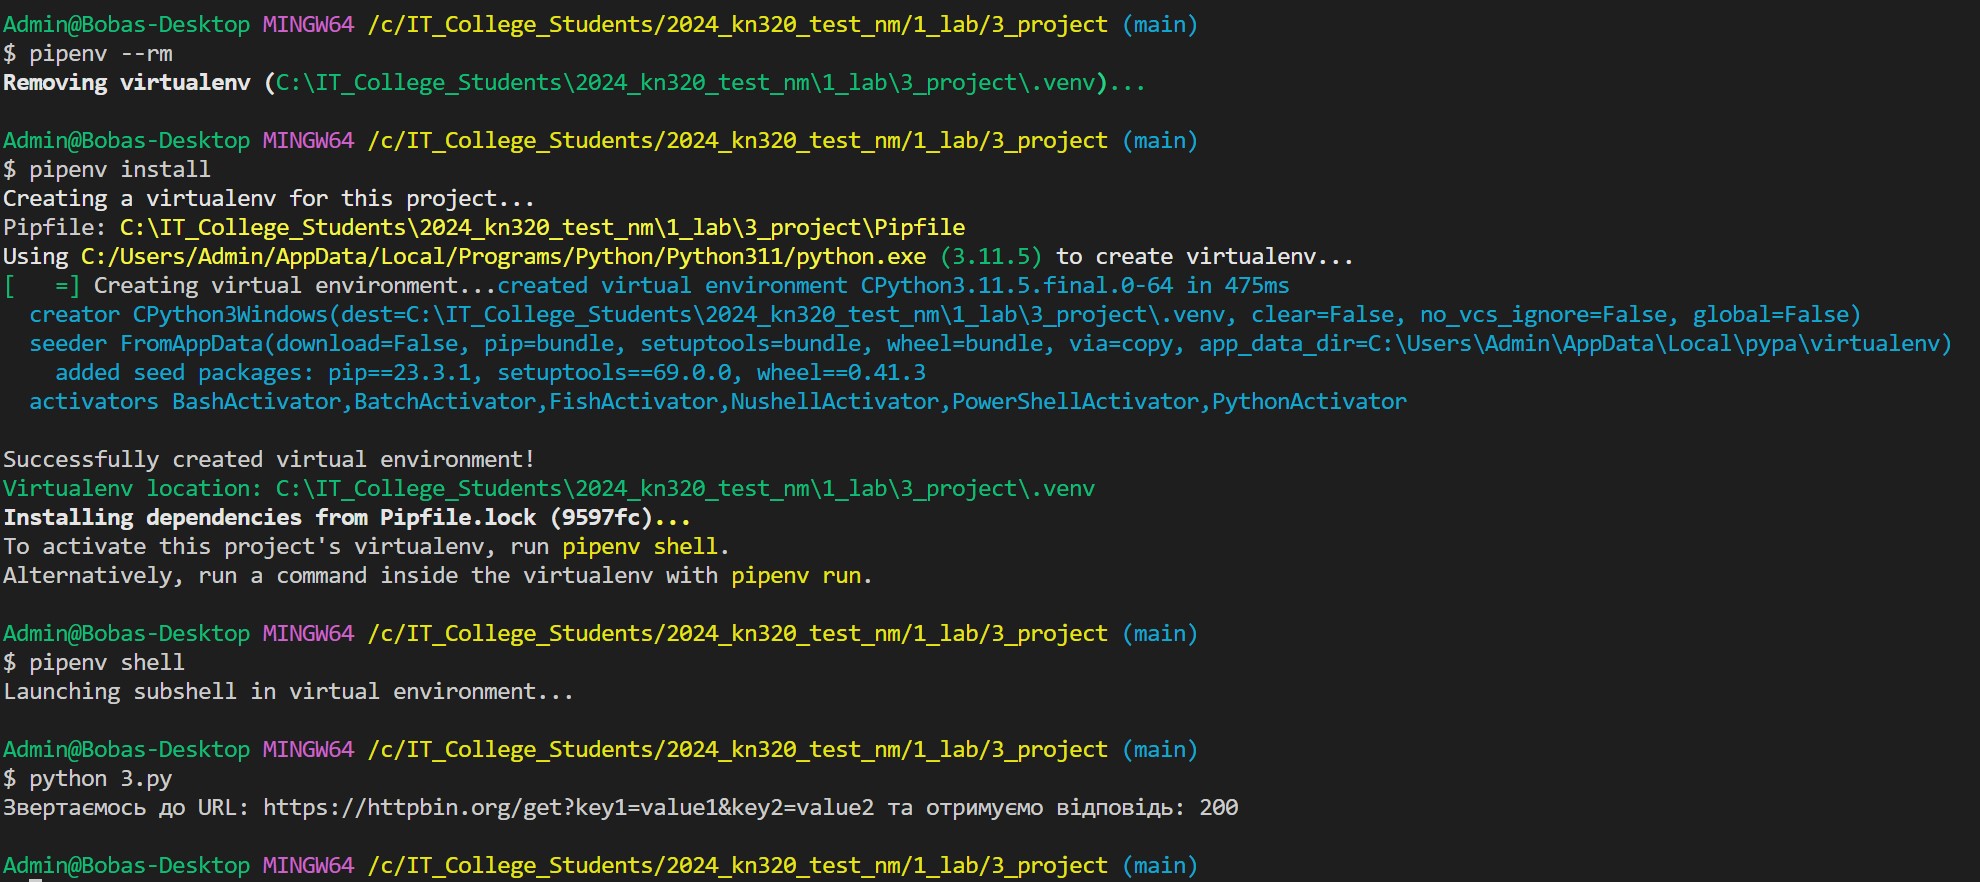 Admin@Bobas-Desktop MINGW64 /c/IT_College_Students/2024_kn320_test_nm/1_lab/3_project (main)
$ pipenv --rm
Removing virtualenv (C:\IT_College_Students\2024_kn320_test_nm\1_lab\3_project\.venv)...
Admin@Bobas-Desktop MINGW64 /c/IT_College_Students/2024_kn320_test_nm/1_lab/3_project (main)
$ pipenv install
Creating a virtualenv for this project...
Pipfile: C:\IT_College_Students\2024_kn320_test_nm\1_lab\3_project\Pipfile
Using C:/Users/Admin/AppData/Local/Programs/Python/Python311/python.exe (3.11.5) to create virtualenv...
[   =] Creating virtual environment...created virtual environment CPython3.11.5.final.0-64 in 475ms
  creator CPython3Windows(dest=C:\IT_College_Students\2024_kn320_test_nm\1_lab\3_project\.venv, clear=False, no_vcs_ignore=False, global=False)
  seeder FromAppData(download=False, pip=bundle, setuptools=bundle, wheel=bundle, via=copy, app_data_dir=C:\Users\Admin\AppData\Local\pypa\virtualenv)
    added seed packages: pip==23.3.1, setuptools==69.0.0, wheel==0.41.3
  activators BashActivator,BatchActivator,FishActivator,NushellActivator,PowerShellActivator,PythonActivator
Successfully created virtual environment!
Virtualenv location: C:\IT_College_Students\2024_kn320_test_nm\1_lab\3_project\.venv
Installing dependencies from Pipfile.lock (9597fc)...
To activate this project's virtualenv, run pipenv shell.
Alternatively, run a command inside the virtualenv with pipenv run.
Admin@Bobas-Desktop MINGW64 /c/IT_College_Students/2024_kn320_test_nm/1_lab/3_project (main)
$ pipenv shell
Launching subshell in virtual environment...
Admin@Bobas-Desktop MINGW64 /c/IT_College_Students/2024_kn320_test_nm/1_lab/3_project (main)
$ python 3.py
Звертаємось до URL: https://httpbin.org/get?key1=value1&key2=value2 та отримуємо відповідь: 200
Admin@Bobas-Desktop MINGW64 /c/IT_College_Students/2024_kn320_test_nm/1_lab/3_project (main)